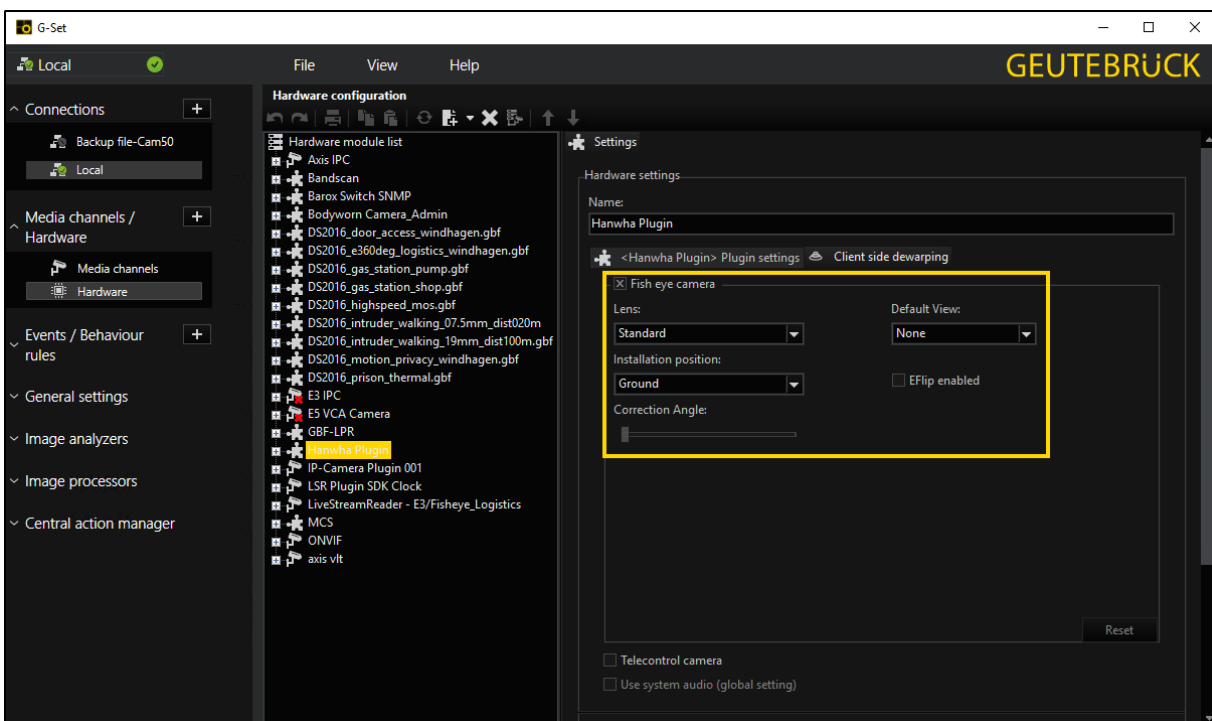 G-Set
Local
File View Help
GEUTEBRÜCK
Connections
Backup file-Cam50
Local
Media channels /
Hardware
Media channels
Hardware
Events / Behaviour
rules
General settings
Image analyzers
Image processors
Central action manager
Hardware configuration
Hardware module list
Axis IPC
Bandscan
Barox Switch SNMP
Bodyworn Camera_Admin
DS2016_door_access_windhagen.gbf
DS2016_e360deg_logistics_windhagen.gbf
DS2016_gas_station_pump.gbf
DS2016_gas_station_shop.gbf
DS2016_highspeed_mos.gbf
DS2016_intruder_walking_07.5mm_dist020m
DS2016_intruder_walking_19mm_dist100m.gbf
DS2016_motion_privacy_windhagen.gbf
DS2016_prison_thermal.gbf
E3 IPC
E5 VCA Camera
GBF-LPR
Hanwha Plugin
IP-Camera Plugin 001
LSR Plugin SDK Clock
LiveStreamReader - E3/Fisheye_Logistics
MCS
ONVIF
axis vlt
Settings
Hardware settings
Name:
Hanwha Plugin
<Hanwha Plugin> Plugin settings Client side dewarping
Fish eye camera
Lens: Default View:
Standard None
Installation position:
Ground EFlip enabled
Correction Angle:
Reset
Telecontrol camera
Use system audio (global setting)